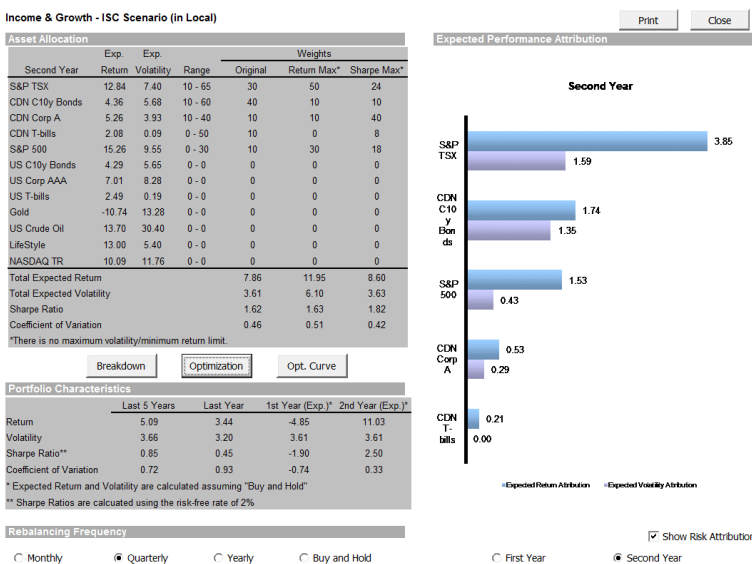 Income & Growth - ISC Scenario (in Local)
Print Close
Asset Allocation
Exp. Exp. Weights
Second Year Return Volatility Range Original Return Max* Sharpe Max*
S&P TSX 12.84 7.40 10 - 65 30 50 24
CDN C10y Bonds 4.36 5.68 10 - 60 40 10 10
CDN Corp A 5.26 3.93 10 - 40 10 10 40
CDN T-bills 2.08 0.09 0 - 50 10 0 8
S&P 500 15.26 9.55 0 - 30 10 30 18
US C10y Bonds 4.29 5.65 0 - 0 0 0 0
US Corp AAA 7.01 8.28 0 - 0 0 0 0
US T-bills 2.49 0.19 0 - 0 0 0 0
Gold -10.74 13.28 0 - 0 0 0 0
US Crude Oil 13.70 30.40 0 - 0 0 0 0
LifeStyle 13.00 5.40 0 - 0 0 0 0
NASDAQ TR 10.09 11.76 0 - 0 0 0 0
Total Expected Return 7.86 11.95 8.60
Total Expected Volatility 3.61 6.10 3.63
Sharpe Ratio 1.62 1.63 1.82
Coefficient of Variation 0.46 0.51 0.42
*There is no maximum volatility/minimum return limit.
Breakdown Optimization Opt. Curve
Portfolio Characteristics
Last 5 Years Last Year 1st Year (Exp.)* 2nd Year (Exp.)*
Return 5.09 3.44 -4.85 11.03
Volatility 3.66 3.20 3.61 3.61
Sharpe Ratio** 0.85 0.45 -1.90 2.50
Coefficient of Variation 0.72 0.93 -0.74 0.33
* Expected Return and Volatility are calculated assuming "Buy and Hold"
** Sharpe Ratios are calcuated using the risk-free rate of 2%
Rebalancing Frequency
Monthly Quarterly Yearly Buy and Hold
Expected Performance Attribution
Second Year
S&P
TSX
3.85
1.59
CDN
C10
y
Bon
ds
1.74
1.35
S&P
500
1.53
0.43
CDN
Corp
A
0.53
0.29
CDN
T-
bills
0.21
0.00
Expected Return Attribution Expected Volatility Attribution
Show Risk Attribution
First Year Second Year